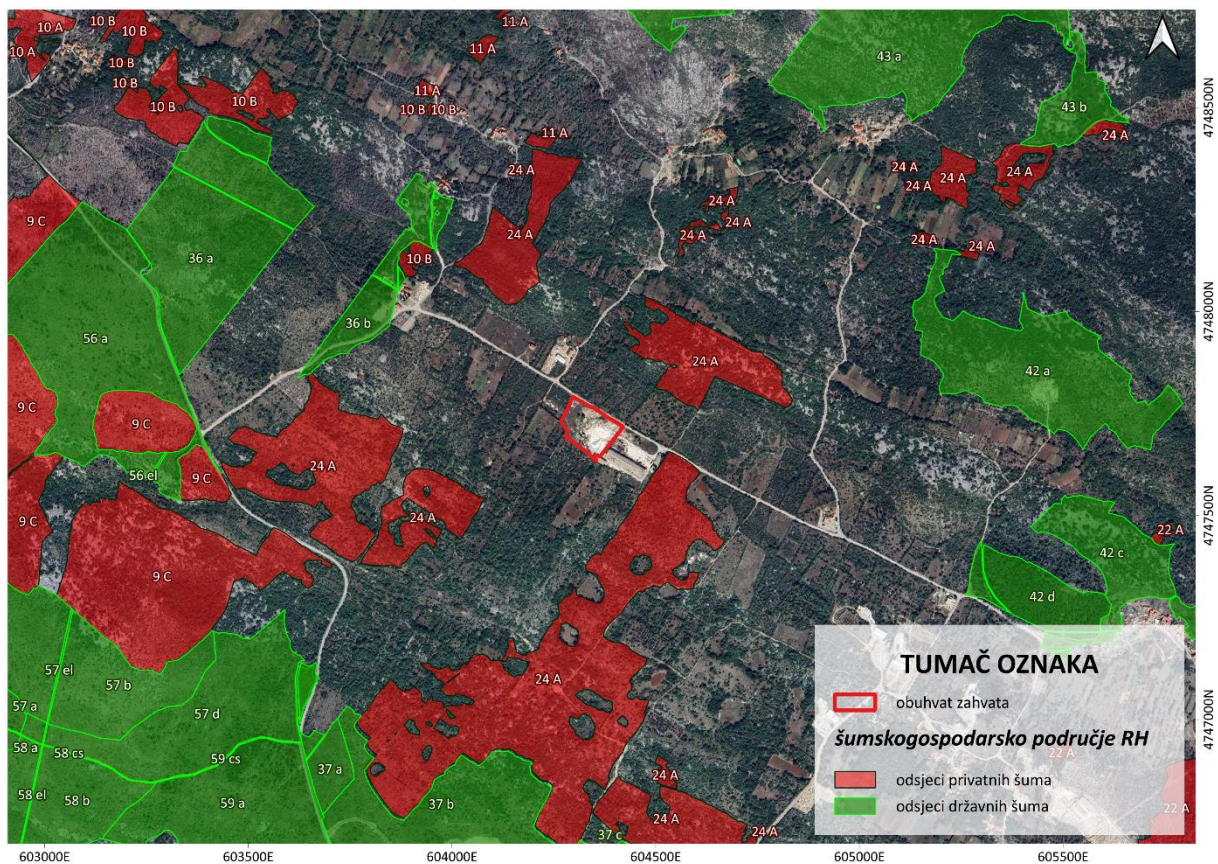 10 A
10 B
10 B
11 A
10 A
10 B
11 A
43 a
10 B
10 B
10 B
11 A
10 B
10 B
43 b
11 A
24 A
24 A
24 A
24 A
24 A
24 A
9 C
24 A
24 A
24 A
24 A
24 A
24 A
36 a
10 B
36 b
56 a
24 A
42 a
9 C
9 C
56 el
9 C
24 A
24 A
9 C
9 C
22 A
42 c
42 d
57 el
57 b
24 A
57 a
57 d
58 a
58 cs
59 cs
37 a
58 el
58 b
59 a
37 b
24 A
24 A
37 c
24 A
22 A
22 A
TUMAČ OZNAKA
obuhvat zahvata
šumskogospodarsko područje RH
odsjeci privatnih šuma
odsjeci državnih šuma
4748500N
4748000N
4747500N
4747000N
603000E
603500E
604000E
604500E
605000E
605500E